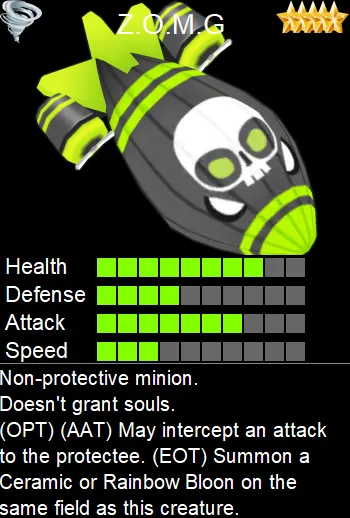 Z.O.M.G
Health
Defense
Attack
Speed
Non-protective minion.
Doesn't grant souls.
(OPT) (AAT) May intercept an attack
to the protectee. (EOT) Summon a
Ceramic or Rainbow Bloon on the
same field as this creature.